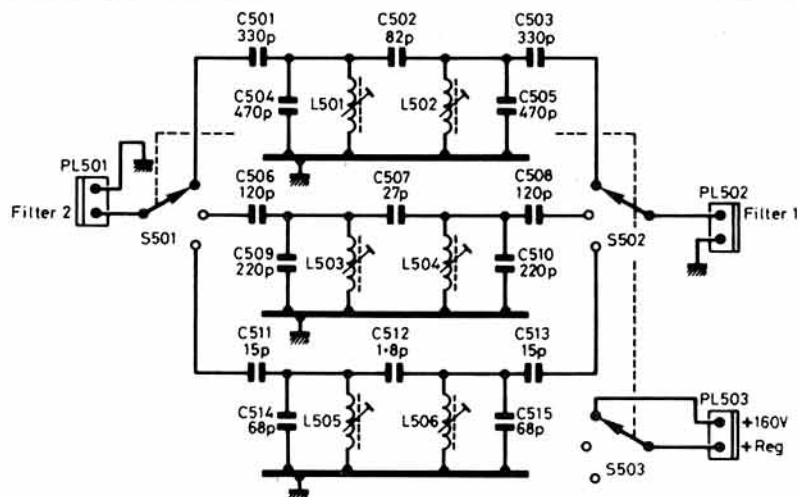 C501
330p
C502
82p
C503
330p
C504
470p
L501
L502
C505
470p
PL501
Filter 2
S501
C506
120p
C507
27p
C508
120p
PL502
Filter 1
S502
C509
220p
L503
L504
C510
220p
C511
15p
C512
1·8p
C513
15p
PL503
+160V
+Reg
C514
68p
L505
L506
C515
68p
S503